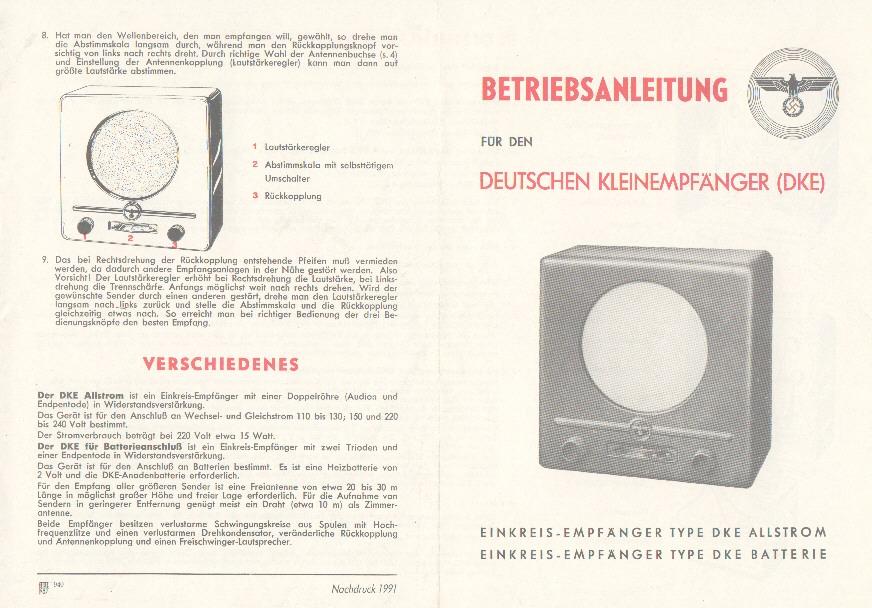 8. Hat man den Wellenbereich, den man empfangen will, gewählt, so drehe man
die Abstimmskala langsam durch, während man den Rückkopplungsknopf vor-
sichtig von links nach rechts dreht. Durch richtige Wahl der Antennenbuchse (s. 4)
und Einstellung der Antennenkopplung (Lautstärkeregler) kann man dann auf
größte Lautstärke abstimmen.
1 Lautstärkeregler
2 Abstimmskala mit selbsttätigem
Umschalter
3 Rückkopplung
1
2
3
9. Das bei Rechtsdrehung der Rückkopplung entstehende Pfeifen muß vermieden
werden, da dadurch andere Empfangsanlagen in der Nähe gestört werden. Also
Vorsicht! Der Lautstärkeregler erhöht bei Rechtsdrehung die Lautstärke, bei Links-
drehung die Trennschärfe. Anfangs möglichst weit nach rechts drehen. Wird der
gewünschte Sender durch einen anderen gestört, drehe man den Lautstärkeregler
langsam nach links zurück und stelle die Abstimmskala und die Rückkopplung
gleichzeitig etwas nach. So erreicht man bei richtiger Bedienung der drei Be-
dienungsknöpfe den besten Empfang.
VERSCHIEDENES
Der DKE Allstrom ist ein Einkreis-Empfänger mit einer Doppelröhre (Audion und
Endpentode) in Widerstandsverstärkung.
Das Gerät ist für den Anschluß an Wechsel- und Gleichstrom 110 bis 130; 150 und 220
bis 240 Volt bestimmt.
Der Stromverbrauch beträgt bei 220 Volt etwa 15 Watt.
Der DKE für Batterieanschluß ist ein Einkreis-Empfänger mit zwei Trioden und
einer Endpentode in Widerstandsverstärkung.
Das Gerät ist für den Anschluß an Batterien bestimmt. Es ist eine Heizbatterie von
2 Volt und die DKE-Anodenbatterie erforderlich.
Für den Empfang aller größeren Sender ist eine Freiantenne von etwa 20 bis 30 m
Länge in möglichst großer Höhe und freier Lage erforderlich. Für die Aufnahme von
Sendern in geringerer Entfernung genügt meist ein Draht (etwa 10 m) als Zimmer-
antenne.
Beide Empfänger besitzen verlustarme Schwingungskreise aus Spulen mit Hoch-
frequenzlitze und einen verlustarmen Drehkondensator, veränderliche Rückkopplung
und Antennenkopplung und einen Freischwinger-Lautsprecher.
940
Nachdruck 1991
BETRIEBSANLEITUNG
FÜR DEN
DEUTSCHEN KLEINEMPFÄNGER (DKE)
EINKREIS-EMPFÄNGER TYPE DKE ALLSTROM
EINKREIS-EMPFÄNGER TYPE DKE BATTERIE